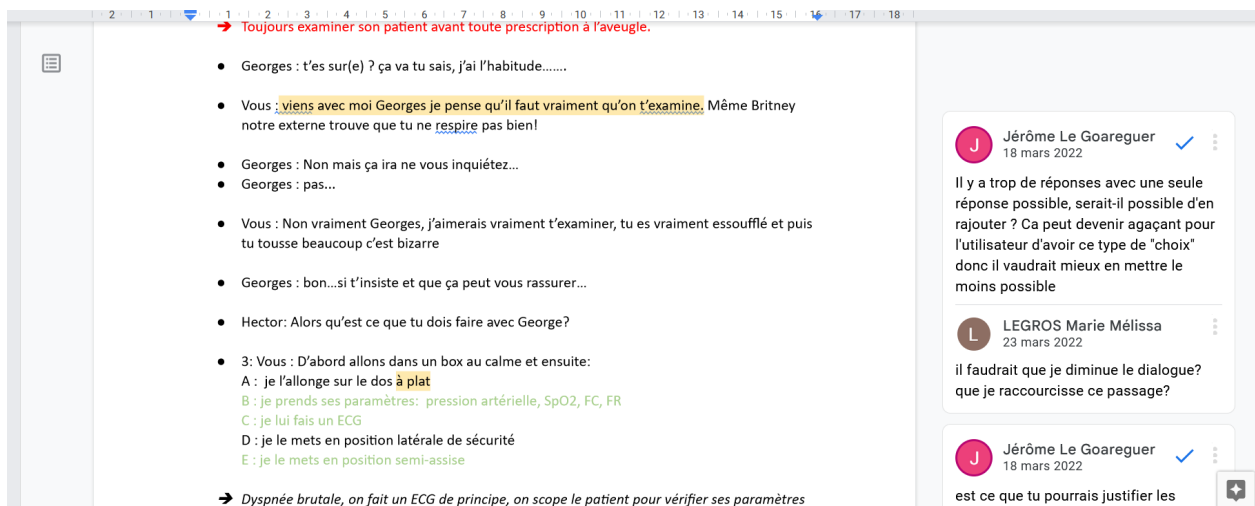 2 1 1 2 3 4 5 6 7 8 9 10 11 12 13 14 15 16 17 18
➔ Toujours examiner son patient avant toute prescription à l'aveugle.
● Georges : t'es sur(e) ? ça va tu sais, j'ai l'habitude.......
● Vous : viens avec moi Georges je pense qu'il faut vraiment qu'on t'examine. Même Britney
notre externe trouve que tu ne respire pas bien!
● Georges : Non mais ça ira ne vous inquiétez...
● Georges : pas...
● Vous : Non vraiment Georges, j'aimerais vraiment t'examiner, tu es vraiment essoufflé et puis
tu tousse beaucoup c'est bizarre
● Georges : bon...si t'insiste et que ça peut vous rassurer...
● Hector: Alors qu'est ce que tu dois faire avec George?
● 3: Vous : D'abord allons dans un box au calme et ensuite:
A : je l'allonge sur le dos à plat
B : je prends ses paramètres: pression artérielle, SpO2, FC, FR
C : je lui fais un ECG
D : je le mets en position latérale de sécurité
E : je le mets en position semi-assise
➔ Dyspnée brutale, on fait un ECG de principe, on scope le patient pour vérifier ses paramètres
J
Jérôme Le Goareguer
18 mars 2022
Il y a trop de réponses avec une seule
réponse possible, serait-il possible d'en
rajouter ? Ca peut devenir agaçant pour
l'utilisateur d'avoir ce type de "choix"
donc il vaudrait mieux en mettre le
moins possible
L
LEGROS Marie Mélissa
23 mars 2022
il faudrait que je diminue le dialogue?
que je raccourcisse ce passage?
J
Jérôme Le Goareguer
18 mars 2022
est ce que tu pourrais justifier les